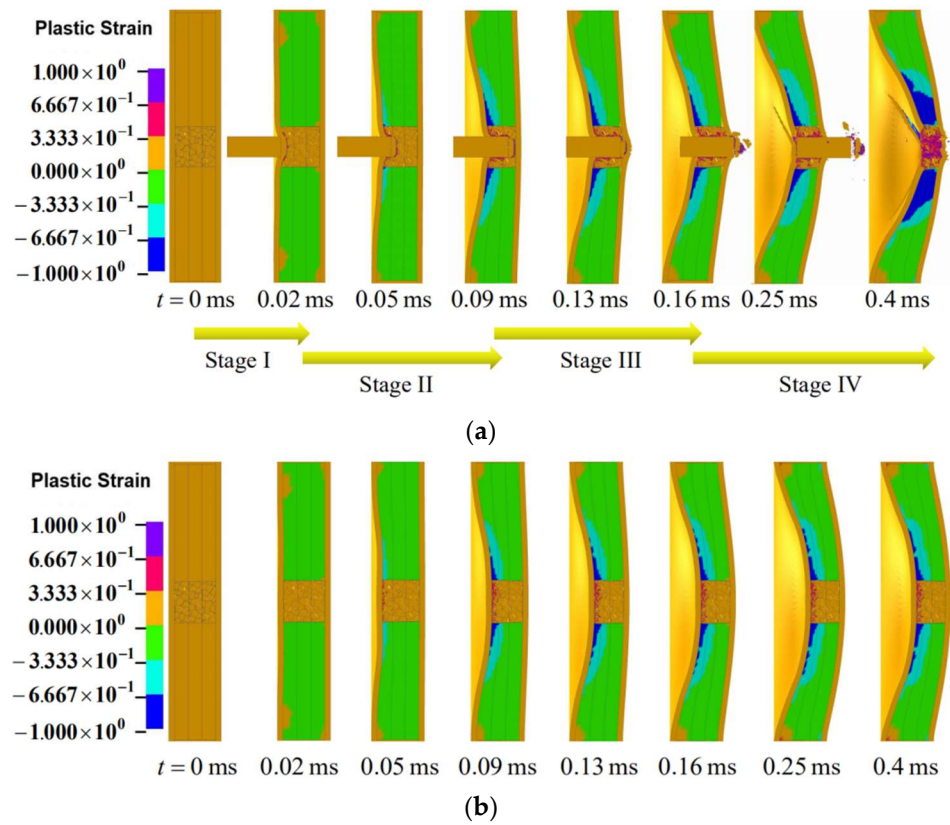 Plastic Strain
1.000×10⁰
6.667×10⁻¹
3.333×10⁻¹
0.000×10⁰
−3.333×10⁻¹
−6.667×10⁻¹
−1.000×10⁰
t = 0 ms 0.02 ms 0.05 ms 0.09 ms 0.13 ms 0.16 ms 0.25 ms 0.4 ms
Stage I Stage II Stage III Stage IV
(a)
Plastic Strain
1.000×10⁰
6.667×10⁻¹
3.333×10⁻¹
0.000×10⁰
−3.333×10⁻¹
−6.667×10⁻¹
−1.000×10⁰
t = 0 ms 0.02 ms 0.05 ms 0.09 ms 0.13 ms 0.16 ms 0.25 ms 0.4 ms
(b)